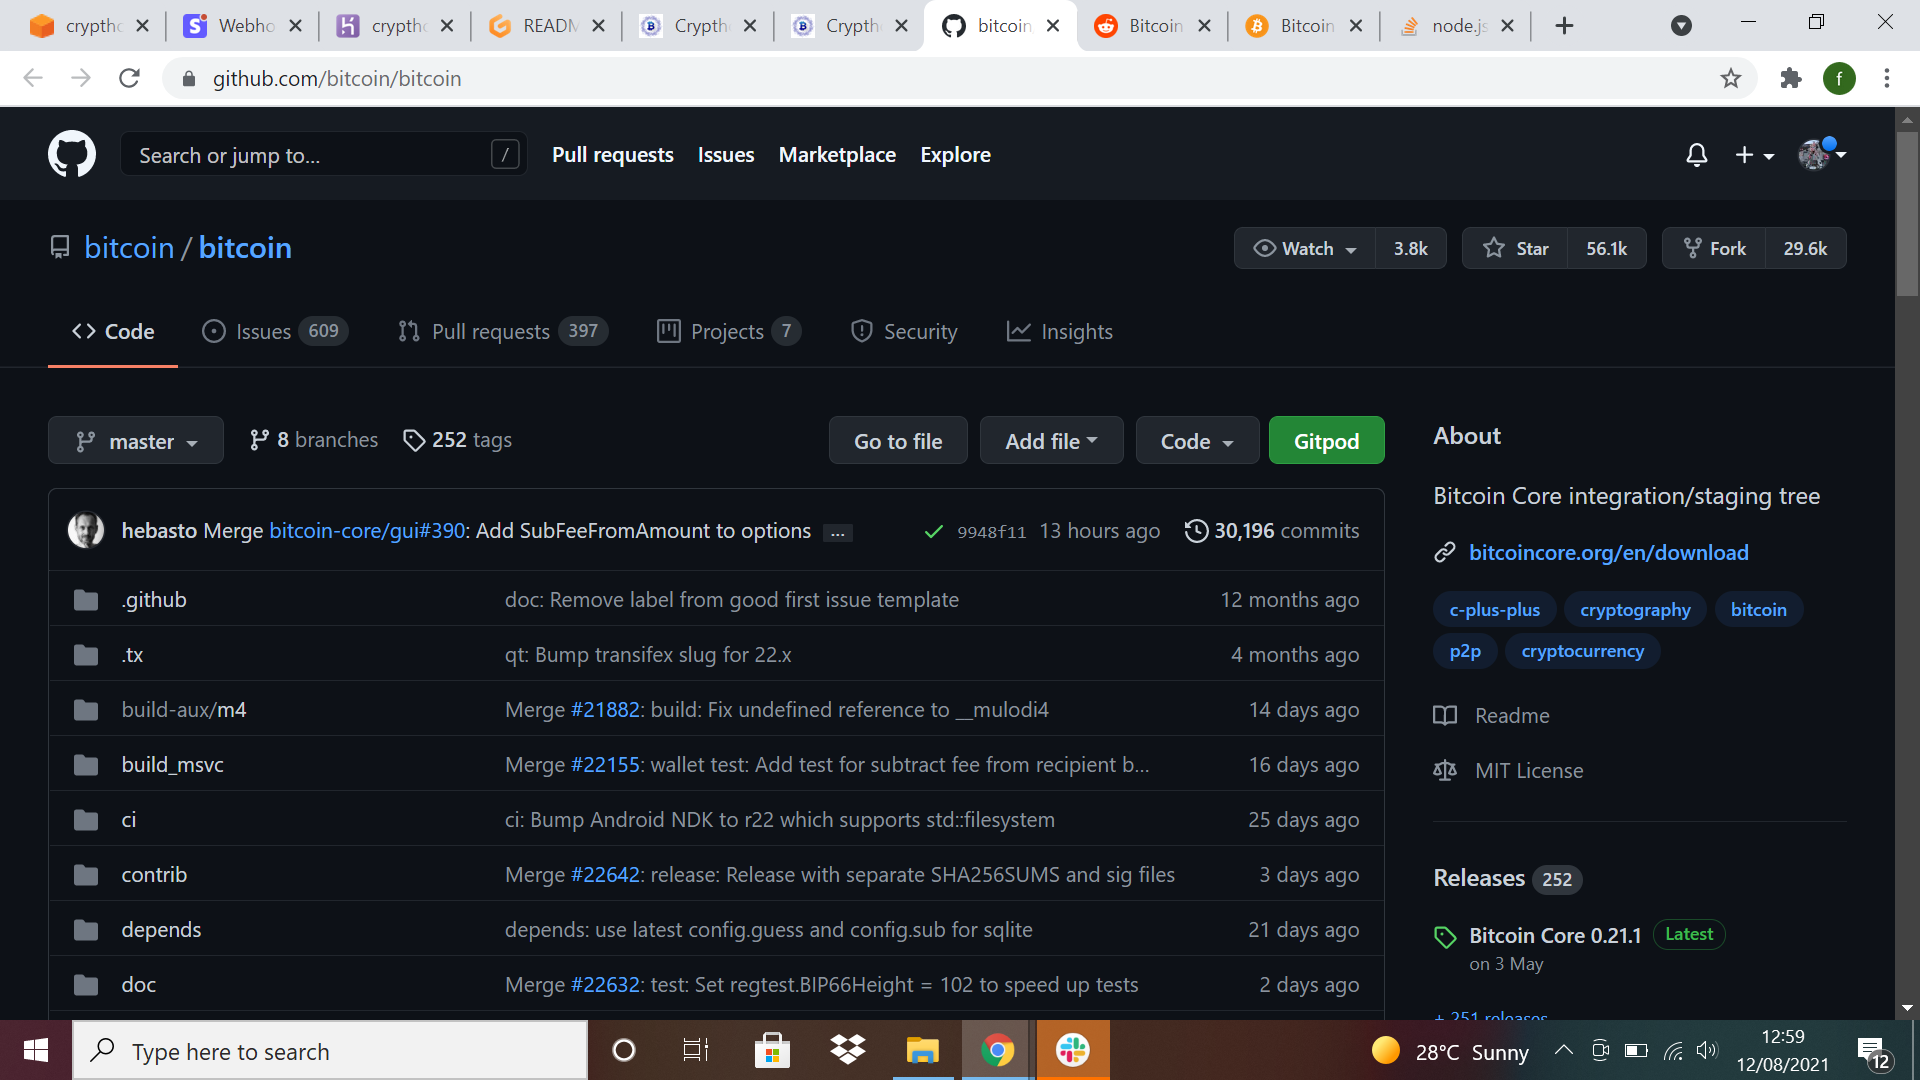 crypthc Webho crypthc READM Crypthe Crypthe bitcoin Bitcoin Bitcoin node.js
github.com/bitcoin/bitcoin f
Search or jump to... / Pull requests Issues Marketplace Explore
bitcoin / bitcoin Watch 3.8k Star 56.1k Fork 29.6k
Code Issues 609 Pull requests 397 Projects 7 Security Insights
master 8 branches 252 tags Go to file Add file Code Gitpod
hebasto Merge bitcoin-core/gui#390: Add SubFeeFromAmount to options ... 9948f11 13 hours ago 30,196 commits
.github doc: Remove label from good first issue template 12 months ago
.tx qt: Bump transifex slug for 22.x 4 months ago
build-aux/m4 Merge #21882: build: Fix undefined reference to __mulodi4 14 days ago
build_msvc Merge #22155: wallet test: Add test for subtract fee from recipient b... 16 days ago
ci ci: Bump Android NDK to r22 which supports std::filesystem 25 days ago
contrib Merge #22642: release: Release with separate SHA256SUMS and sig files 3 days ago
depends depends: use latest config.guess and config.sub for sqlite 21 days ago
doc Merge #22632: test: Set regtest.BIP66Height = 102 to speed up tests 2 days ago
About
Bitcoin Core integration/staging tree
bitcoincore.org/en/download
c-plus-plus cryptography bitcoin
p2p cryptocurrency
Readme
MIT License
Releases 252
Bitcoin Core 0.21.1 Latest
on 3 May
+ 251 releases
Type here to search 28°C Sunny 12:59
12/08/2021 12